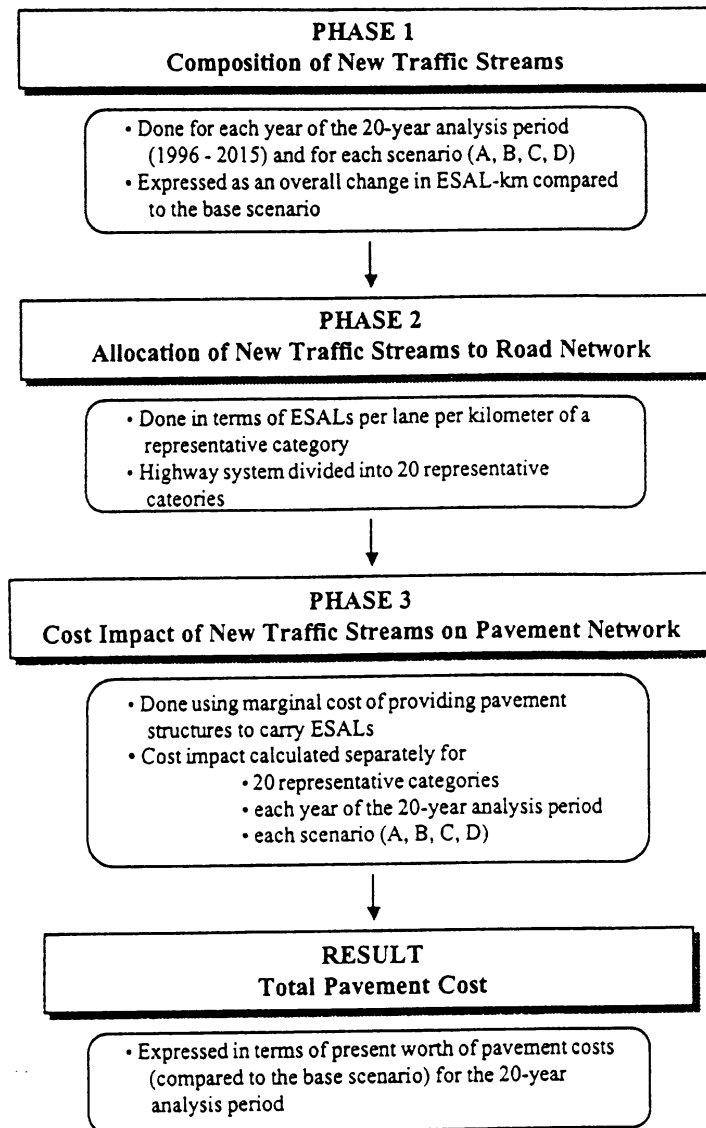 PHASE 1
Composition of New Traffic Streams
• Done for each year of the 20-year analysis period
(1996 - 2015) and for each scenario (A, B, C, D)
• Expressed as an overall change in ESAL-km compared
to the base scenario
PHASE 2
Allocation of New Traffic Streams to Road Network
• Done in terms of ESALs per lane per kilometer of a
representative category
• Highway system divided into 20 representative
cateories
PHASE 3
Cost Impact of New Traffic Streams on Pavement Network
• Done using marginal cost of providing pavement
structures to carry ESALs
• Cost impact calculated separately for
• 20 representative categories
• each year of the 20-year analysis period
• each scenario (A, B, C, D)
RESULT
Total Pavement Cost
• Expressed in terms of present worth of pavement costs
(compared to the base scenario) for the 20-year
analysis period